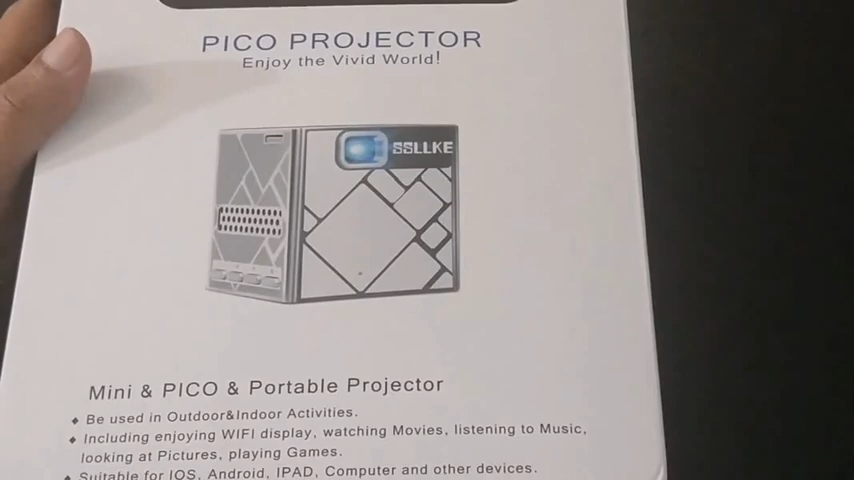 PICO PROJECTOR
Enjoy the Vivid World!
SSLLKE
Mini & PICO & Portable Projector
◆ Be used in Outdoor&Indoor Activities.
◆ Including enjoying WIFI display, watching Movies, listening to Music,
looking at Pictures, playing Games.
◆ Suitable for IOS, Android, IPAD, Computer and other devices.